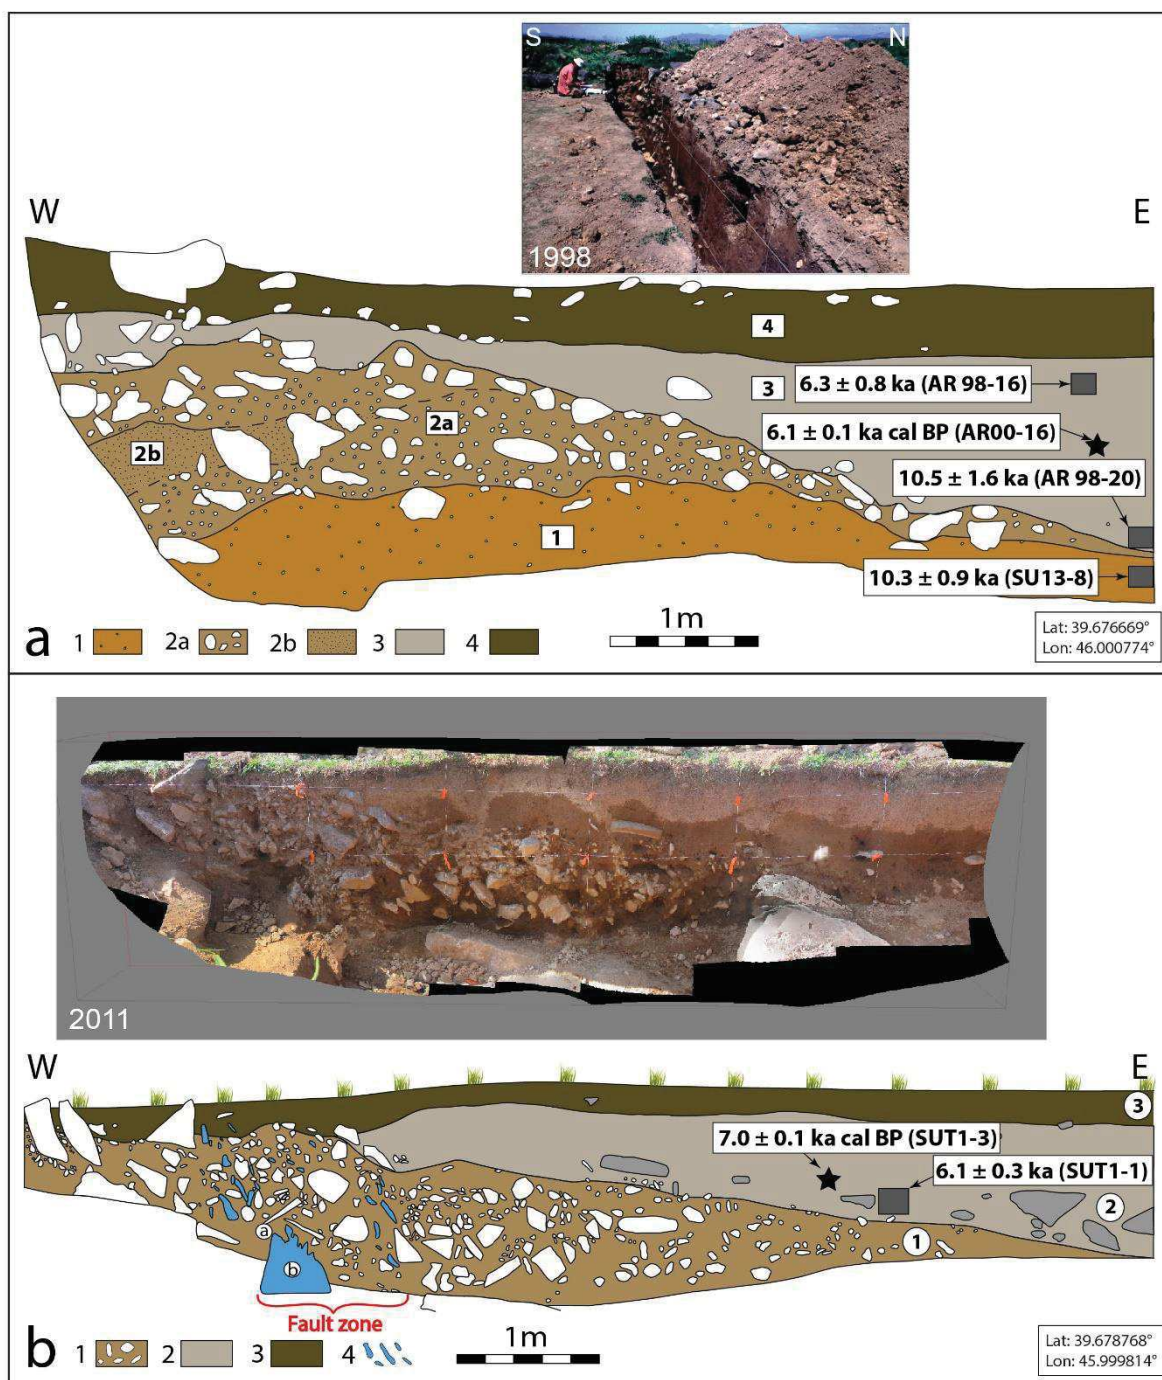 S N
1998
W E
4
3
6.3 ± 0.8 ka (AR 98-16)
2a
6.1 ± 0.1 ka cal BP (AR00-16)
2b
10.5 ± 1.6 ka (AR 98-20)
1
10.3 ± 0.9 ka (SU13-8)
1m
a 1 2a 2b 3 4
Lat: 39.676669°
Lon: 46.000774°
2011
W E
3
7.0 ± 0.1 ka cal BP (SUT1-3)
6.1 ± 0.3 ka (SUT1-1)
2
a
1
b
Fault zone
1m
b 1 2 3 4
Lat: 39.678768°
Lon: 45.999814°